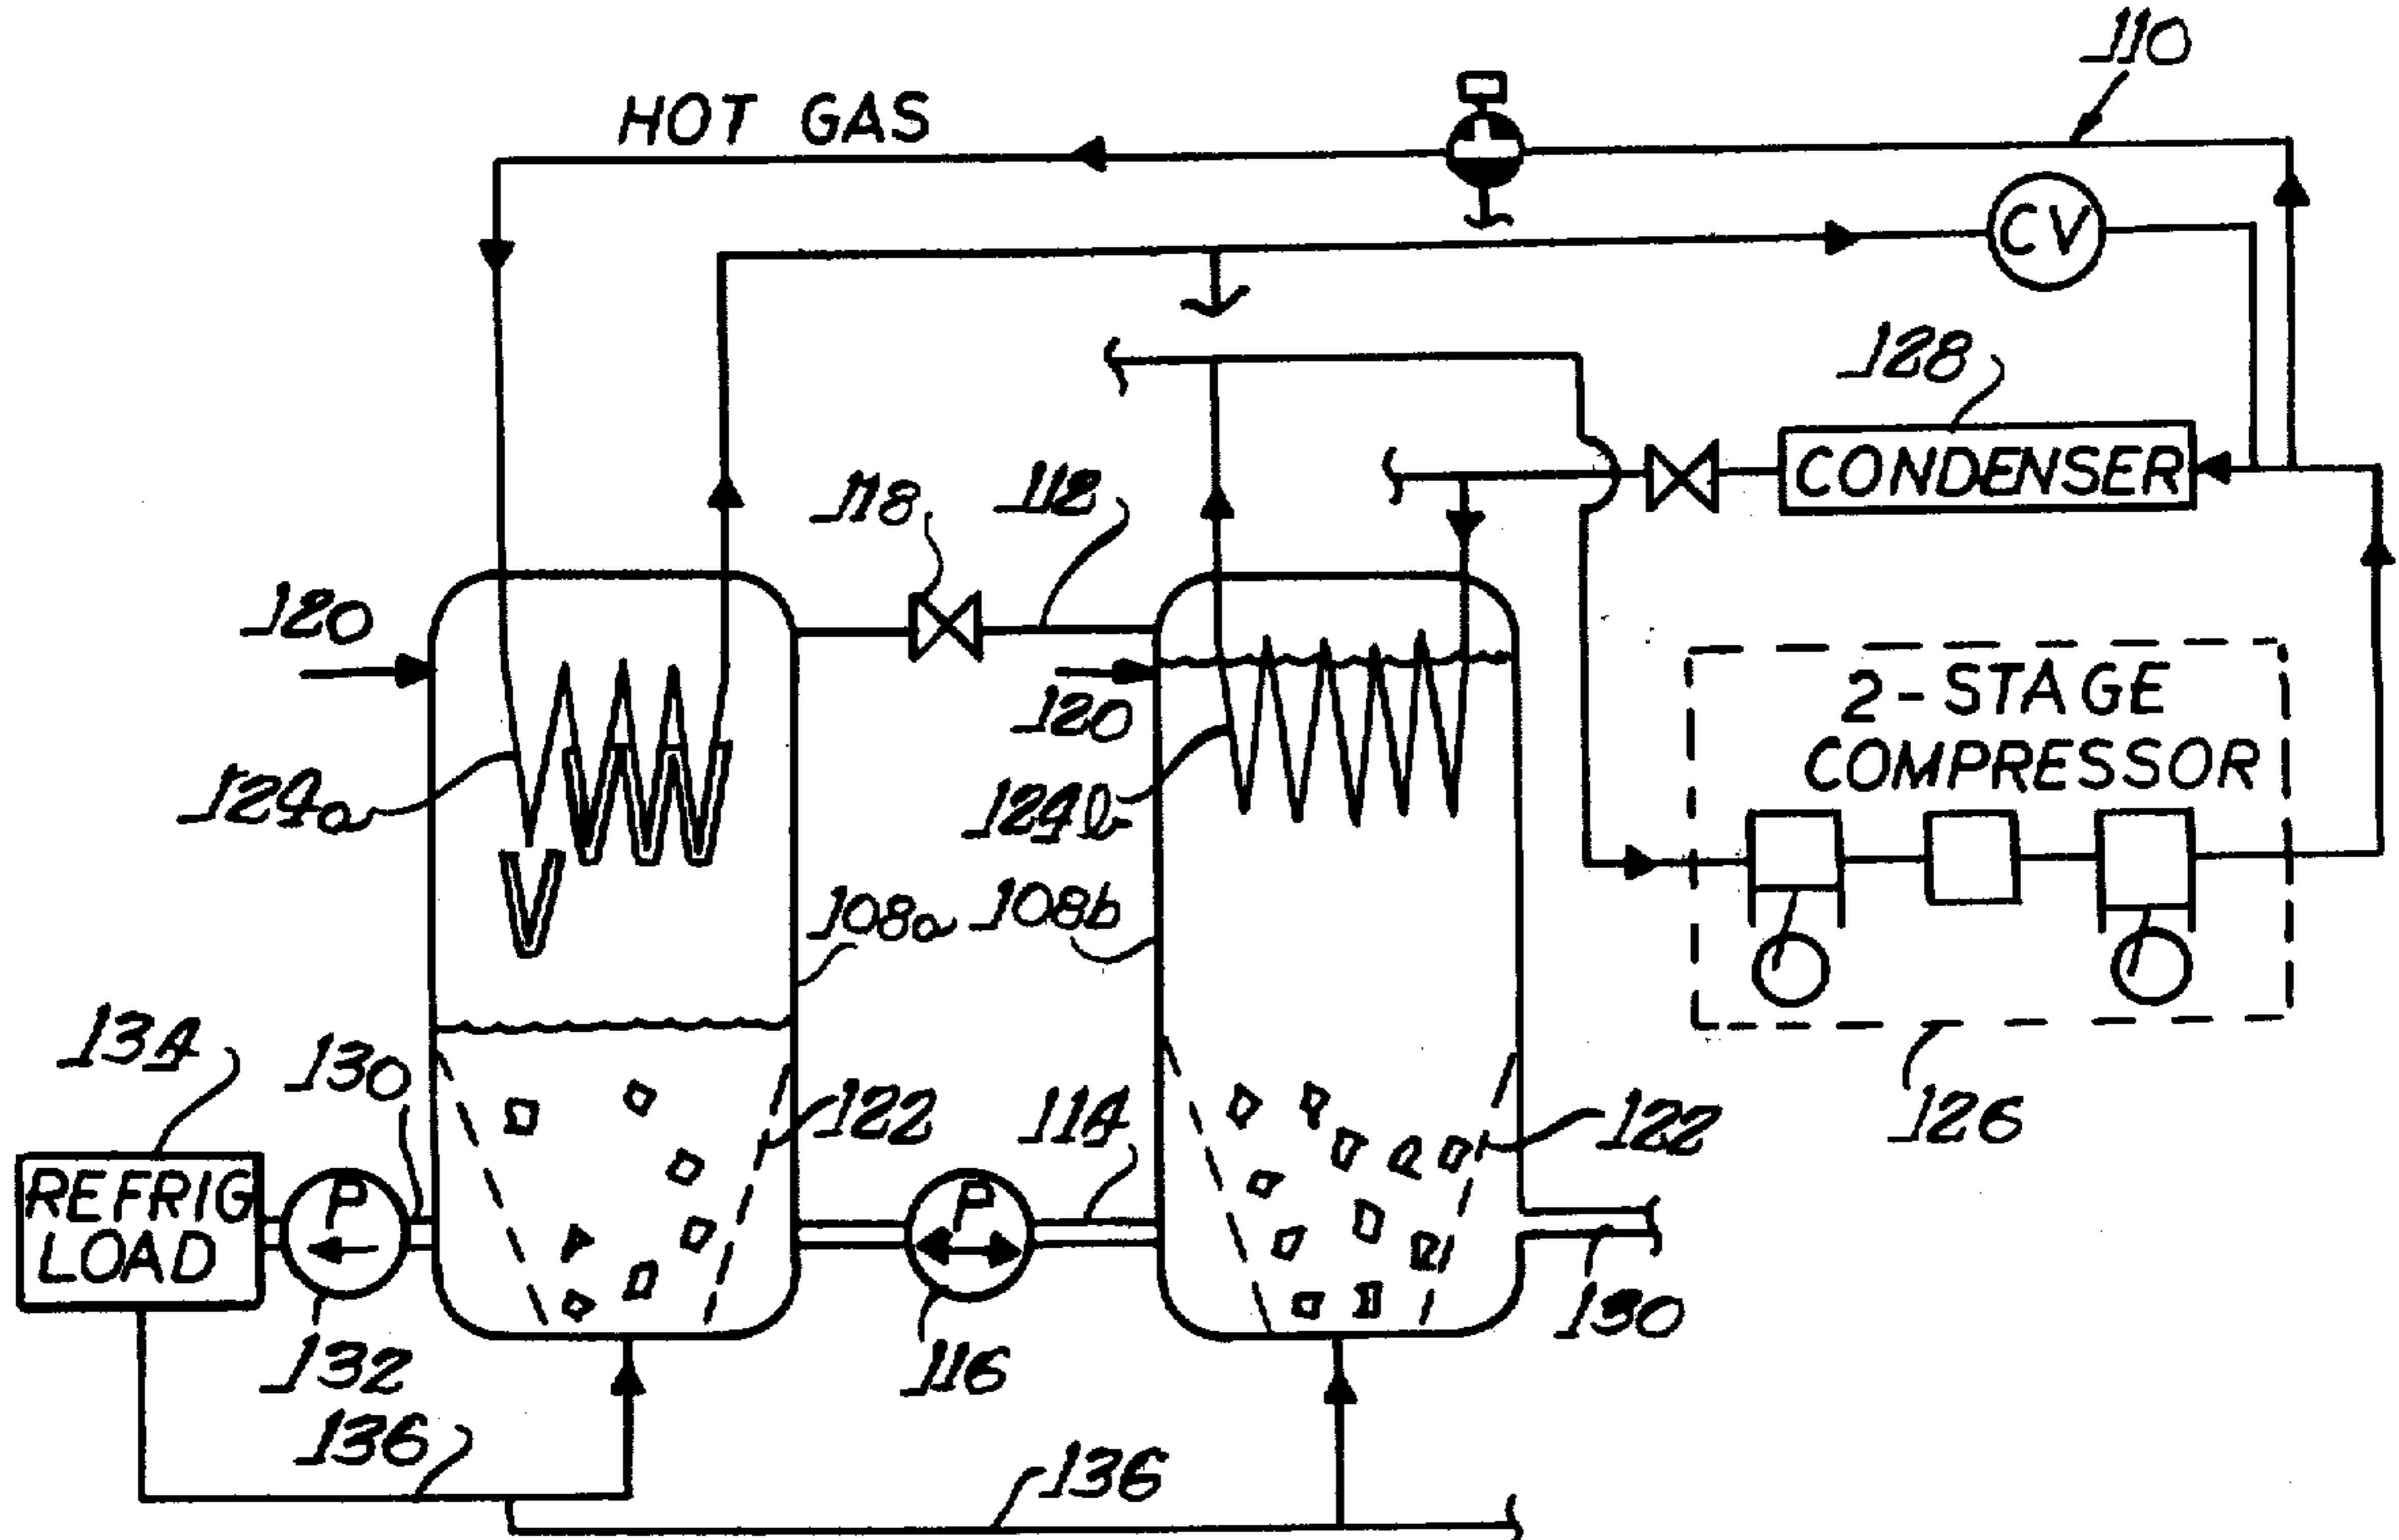 110
HOT GAS
CV
128
CONDENSER
118
112
120
120
2-STAGE
COMPRESSOR
124a
124b
108a
108b
134
130
122
114
122
126
REFRIG
LOAD
P
P
130
132
116
136
136